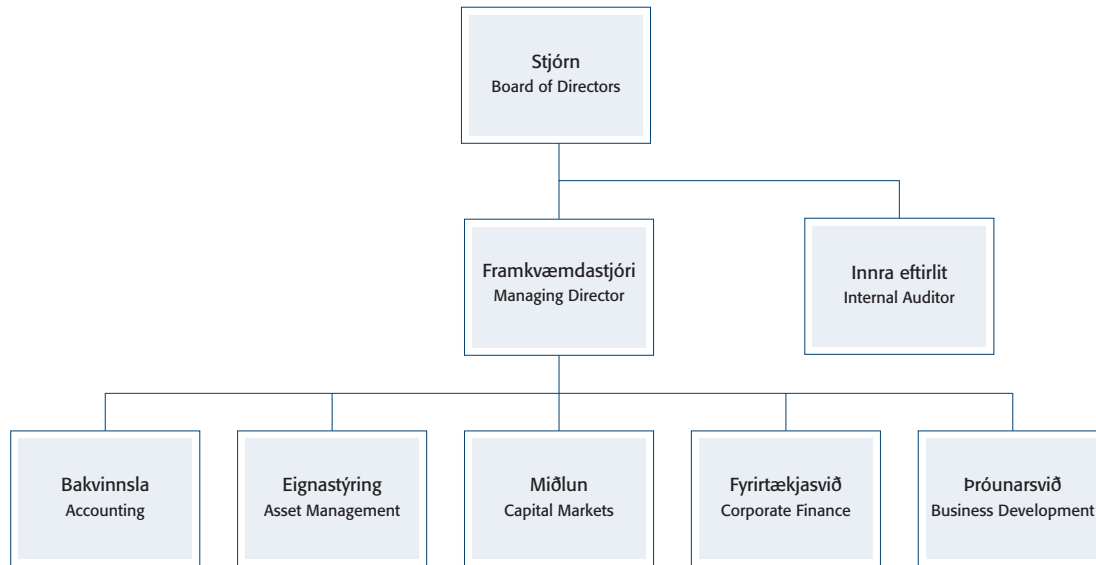 Stjórn
Board of Directors
Framkvæmdastjóri
Managing Director
Innra eftirlit
Internal Auditor
Bakvinnsla
Accounting
Eignastýring
Asset Management
Miðlun
Capital Markets
Fyrirtækjasvið
Corporate Finance
Þróunarsvið
Business Development